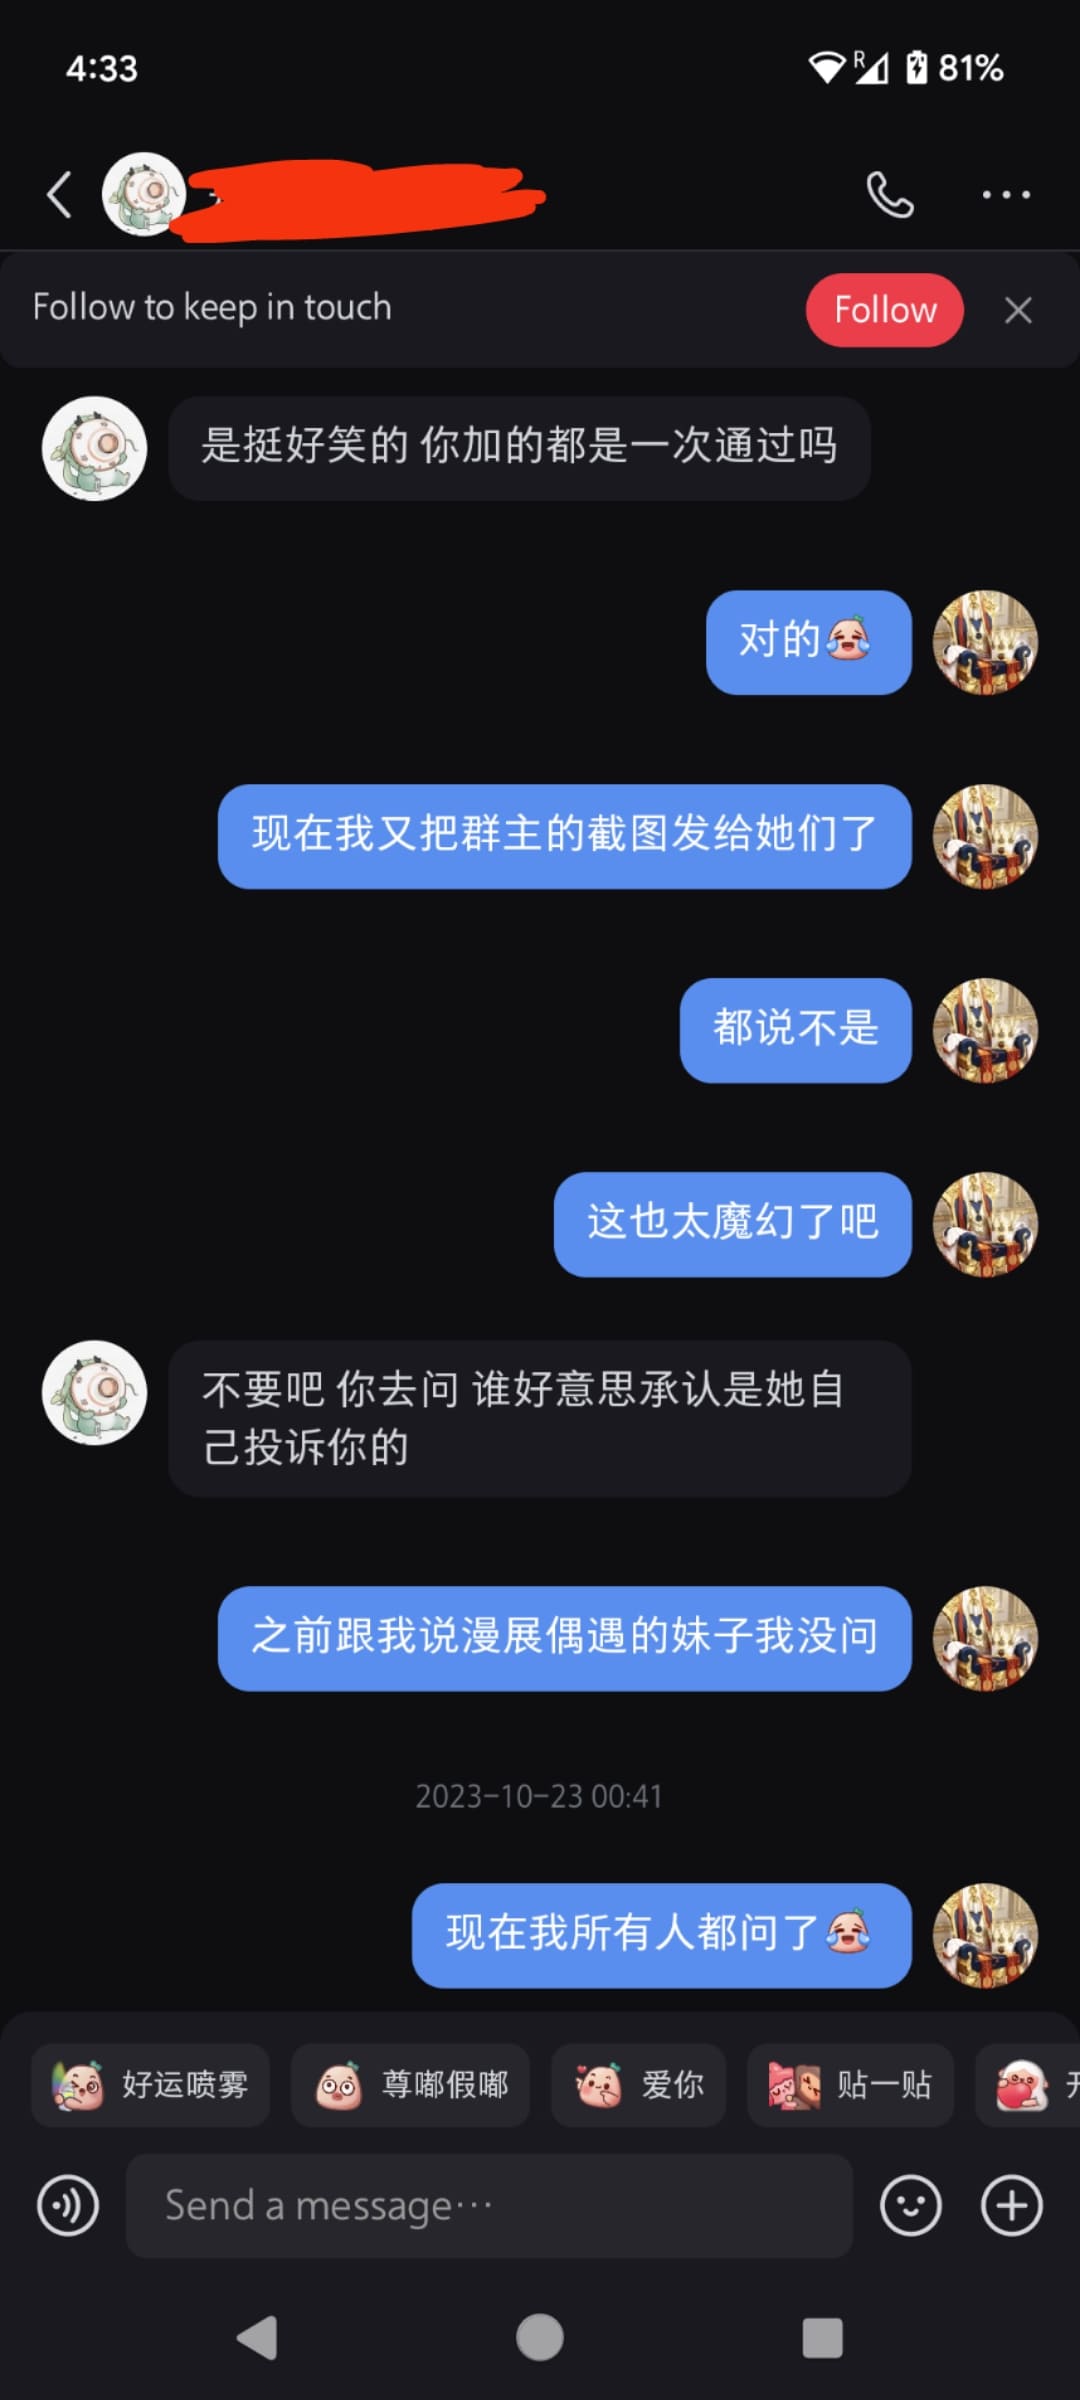 4:33
R
81%
Follow to keep in touch
Follow
是挺好笑的 你加的都是一次通过吗
对的
现在我又把群主的截图发给她们了
都说不是
这也太魔幻了吧
不要吧 你去问 谁好意思承认是她自
己投诉你的
之前跟我说漫展偶遇的妹子我没问
2023-10-23 00:41
现在我所有人都问了
好运喷雾
尊嘟假嘟
爱你
贴一贴
Send a message…